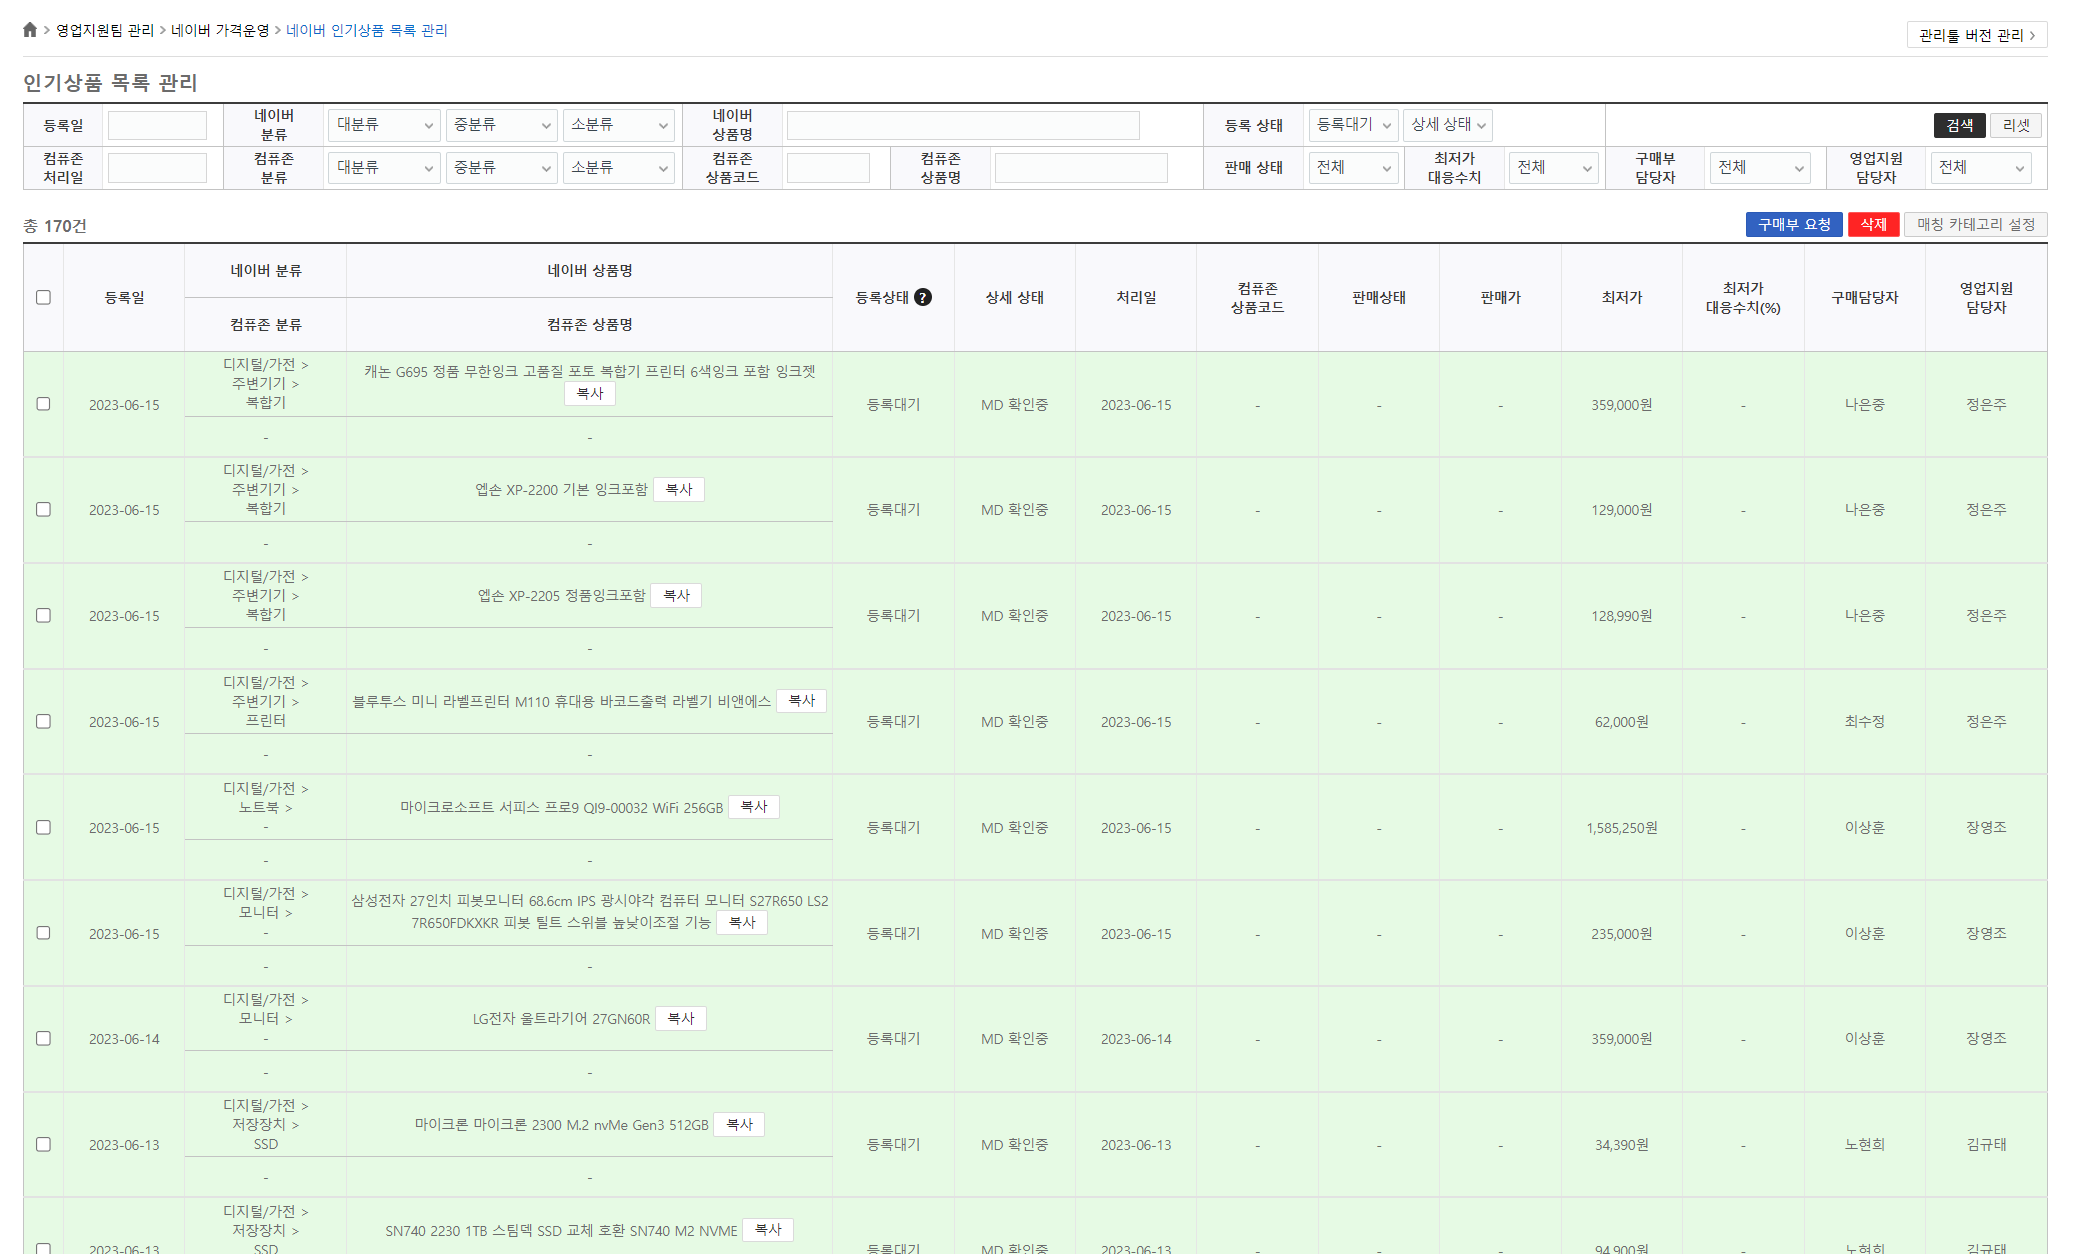 영업지원팀 관리 > 네이버 가격운영 > 네이버 인기상품 목록 관리
관리툴 버전 관리 >
인기상품 목록 관리
등록일
네이버
분류
대분류
중분류
소분류
네이버
상품명
등록 상태
등록대기
상세 상태
검색
리셋
컴퓨존
처리일
컴퓨존
분류
대분류
중분류
소분류
컴퓨존
상품코드
컴퓨존
상품명
판매 상태
전체
최저가
대응수치
전체
구매부
담당자
전체
영업지원
담당자
전체
총 170건
구매부 요청
삭제
매칭 카테고리 설정
등록일
네이버 분류
컴퓨존 분류
네이버 상품명
컴퓨존 상품명
등록상태 ?
상세 상태
처리일
컴퓨존
상품코드
판매상태
판매가
최저가
최저가
대응수치(%)
구매담당자
영업지원
담당자
2023-06-15
디지털/가전 >
주변기기 >
복합기
-
캐논 G695 정품 무한잉크 고품질 포토 복합기 프린터 6색잉크 포함 잉크젯
복사
-
등록대기 MD 확인중 2023-06-15 - - - 359,000원 - 나은중 정은주
2023-06-15
디지털/가전 >
주변기기 >
복합기
-
엡손 XP-2200 기본 잉크포함 복사
-
등록대기 MD 확인중 2023-06-15 - - - 129,000원 - 나은중 정은주
2023-06-15
디지털/가전 >
주변기기 >
복합기
-
엡손 XP-2205 정품잉크포함 복사
-
등록대기 MD 확인중 2023-06-15 - - - 128,990원 - 나은중 정은주
2023-06-15
디지털/가전 >
주변기기 >
프린터
-
블루투스 미니 라벨프린터 M110 휴대용 바코드출력 라벨기 비앤에스 복사
-
등록대기 MD 확인중 2023-06-15 - - - 62,000원 - 최수정 정은주
2023-06-15
디지털/가전 >
노트북 >
-
-
마이크로소프트 서피스 프로9 QI9-00032 WiFi 256GB 복사
-
등록대기 MD 확인중 2023-06-15 - - - 1,585,250원 - 이상훈 장영조
2023-06-15
디지털/가전 >
모니터 >
-
-
삼성전자 27인치 피봇모니터 68.6cm IPS 광시야각 컴퓨터 모니터 S27R650 LS2
7R650FDKXKR 피봇 틸트 스위블 높낮이조절 기능 복사
-
등록대기 MD 확인중 2023-06-15 - - - 235,000원 - 이상훈 장영조
2023-06-14
디지털/가전 >
모니터 >
-
-
LG전자 울트라기어 27GN60R 복사
-
등록대기 MD 확인중 2023-06-14 - - - 359,000원 - 이상훈 장영조
2023-06-13
디지털/가전 >
저장장치 >
SSD
-
마이크론 마이크론 2300 M.2 nvMe Gen3 512GB 복사
-
등록대기 MD 확인중 2023-06-13 - - - 34,390원 - 노현희 김규태
2023-06-13
디지털/가전 >
저장장치 >
SSD
SN740 2230 1TB 스팀덱 SSD 교체 호환 SN740 M2 NVME 복사
등록대기 MD 확인중 2023-06-13 - - - 94,900원 - 노현희 김규태